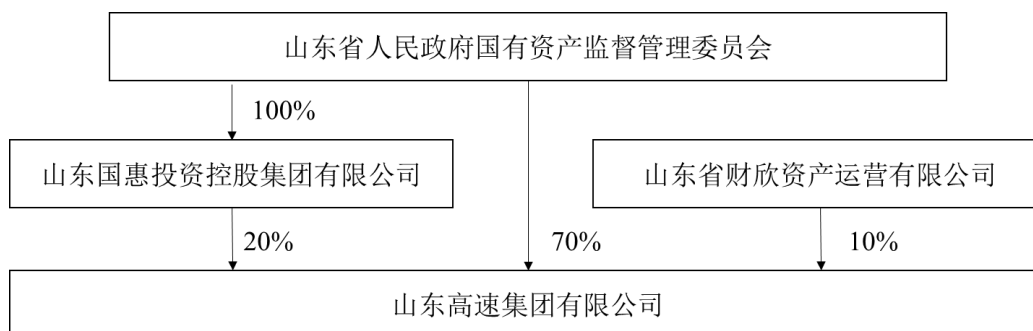 山东省人民政府国有资产监督管理委员会
100%
山东国惠投资控股集团有限公司
山东省财欣资产运营有限公司
20%
70%
10%
山东高速集团有限公司